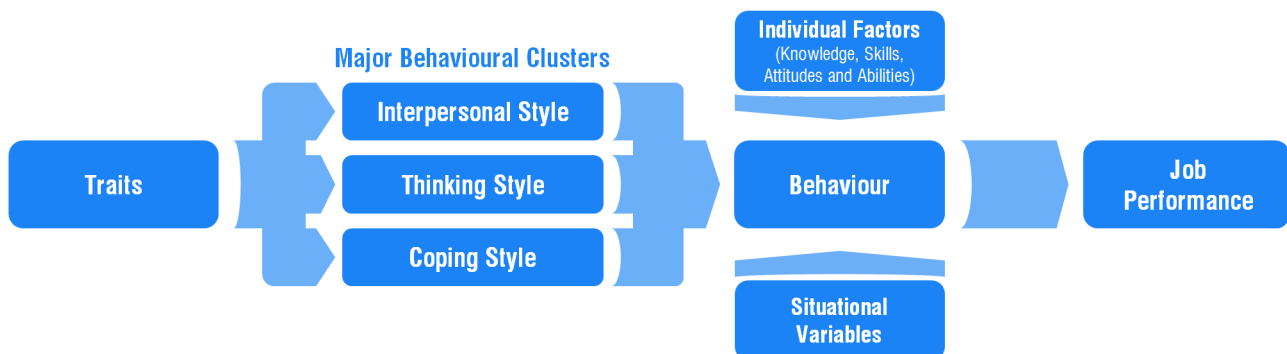 Individual Factors
(Knowledge, Skills,
Attitudes and Abilities)
Major Behavioural Clusters
Interpersonal Style
Traits
Thinking Style
Behaviour
Job
Performance
Coping Style
Situational
Variables